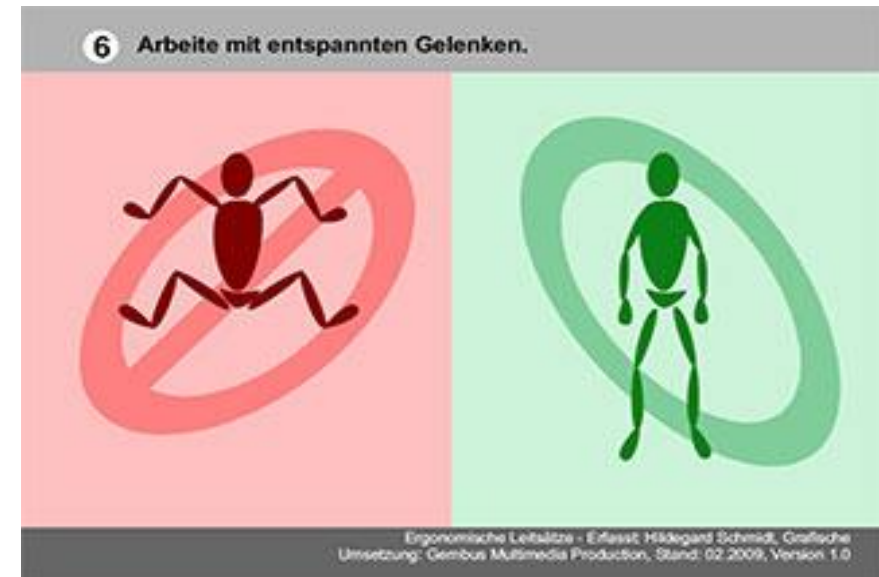 6 Arbeite mit entspannten Gelenken.
Ergonomische Leitsätze - Erfasst: Hildegard Schmidt, Grafische
Umsetzung: Gembus Multimedia Production, Stand: 02.2009, Version 1.0